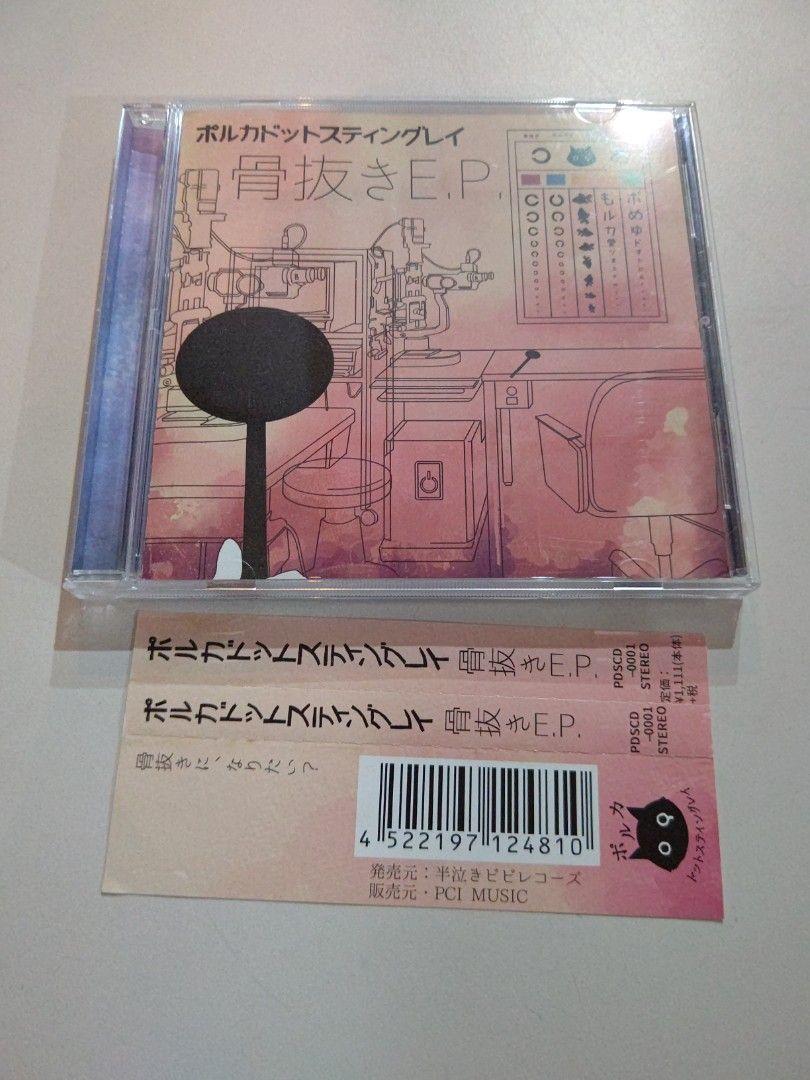 ポルカドットスティングレイ
骨抜きE.P.
ポルカドットスティングレイ 骨抜きE.P.
PDSCD
-0001
STEREO
定価：
¥1,111(本体)
+税
ポルカドットスティングレイ 骨抜きE.P.
PDSCD
-0001
STEREO
骨抜きに、なりたい？
4 522197 124810
発売元：半泣きビビレコーズ
販売元・PCI MUSIC
ポルカ
ドットスティングレイ